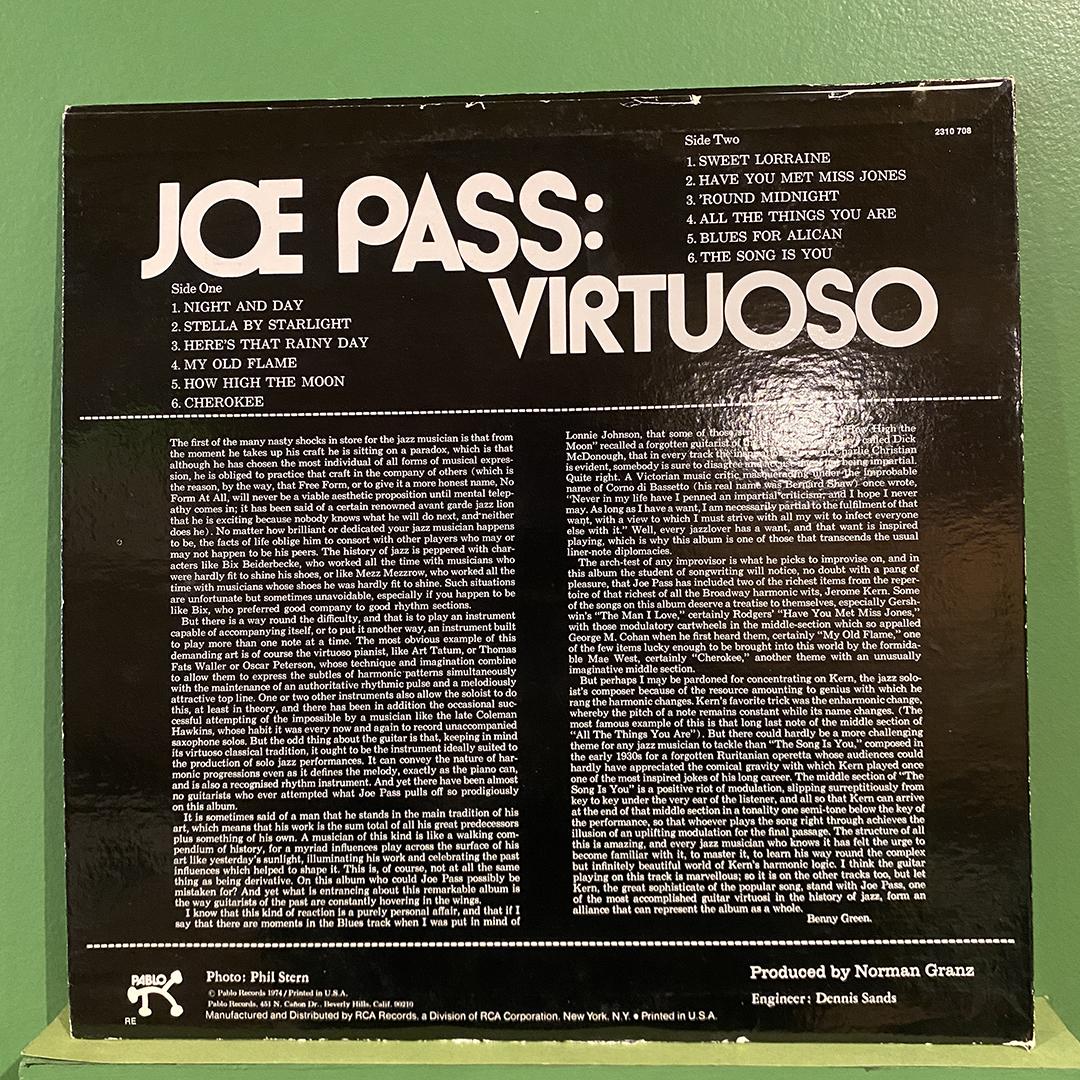 2310 708
Side Two
1. SWEET LORRAINE
2. HAVE YOU MET MISS JONES
3. 'ROUND MIDNIGHT
4. ALL THE THINGS YOU ARE
5. BLUES FOR ALICAN
6. THE SONG IS YOU
JOE PASS:
VIRTUOSO
Side One
1. NIGHT AND DAY
2. STELLA BY STARLIGHT
3. HERE'S THAT RAINY DAY
4. MY OLD FLAME
5. HOW HIGH THE MOON
6. CHEROKEE
The first of the many nasty shocks in store for the jazz musician is that from
the moment he takes up his craft he is sitting on a paradox, which is that
although he has chosen the most individual of all forms of musical expres-
sion, he is obliged to practice that craft in the company of others (which is
the reason, by the way, that Free Form, or to give it a more honest name, No
Form At All, will never be a viable aesthetic proposition until mental telep-
athy comes in; it has been said of a certain renowned avant garde jazz lion
that he is exciting because nobody knows what he will do next, and neither
does he). No matter how brilliant or dedicated your jazz musician happens
to be, the facts of life oblige him to consort with other players who may or
may not happen to be his peers. The history of jazz is peppered with char-
acters like Bix Beiderbecke, who worked all the time with musicians who
were hardly fit to shine his shoes, or like Mezz Mezzrow, who worked all the
time with musicians whose shoes he was hardly fit to shine. Such situations
are unfortunate but sometimes unavoidable, especially if you happen to be
like Bix, who preferred good company to good rhythm sections.
But there is a way round the difficulty, and that is to play an instrument
capable of accompanying itself, or to put it another way, an instrument built
to play more than one note at a time. The most obvious example of this
demanding art is of course the virtuoso pianist, like Art Tatum, or Thomas
Fats Waller or Oscar Peterson, whose technique and imagination combine
to allow them to express the subtles of harmonic patterns simultaneously
with the maintenance of an authoritative rhythmic pulse and a melodiously
attractive top line. One or two other instruments also allow the soloist to do
this, at least in theory, and there has been in addition the occasional suc-
cessful attempting of the impossible by a musician like the late Coleman
Hawkins, whose habit it was every now and again to record unaccompanied
saxophone solos. But the odd thing about the guitar is that, keeping in mind
its virtuoso classical tradition, it ought to be the instrument ideally suited to
the production of solo jazz performances. It can convey the nature of har-
monic progressions even as it defines the melody, exactly as the piano can,
and is also a recognised rhythm instrument. And yet there have been almost
no guitarists who ever attempted what Joe Pass pulls off so prodigiously
on this album.
It is sometimes said of a man that he stands in the main tradition of his
art, which means that his work is the sum total of all his great predecessors
plus something of his own. A musician of this kind is like a walking com-
pendium of history, for a myriad influences play across the surface of his
art like yesterday's sunlight, illuminating his work and celebrating the past
influences which helped to shape it. This is, of course, not at all the same
thing as being derivative. On this album who could Joe Pass possibly be
mistaken for? And yet what is entrancing about this remarkable album is
the way guitarists of the past are constantly hovering in the wings.
I know that this kind of reaction is a purely personal affair, and that if I
say that there are moments in the Blues track when I was put in mind of
Lonnie Johnson, that some of those How High the
Moon" recalled a forgotten guitarist of called Dick
McDonough, that in every track the of Charlie Christian
is evident, somebody is sure to disagree and being impartial.
Quite right. A Victorian music critic, masquerading under the improbable
name of Corno di Bassetto (his real name was Bernard Shaw) once wrote,
"Never in my life have I penned an impartial criticism; and I hope I never
may. As long as I have a want, I am necessarily partial to the fulfilment of that
want, with a view to which I must strive with all my wit to infect everyone
else with it." Well, every jazzlover has a want, and that want is inspired
playing, which is why this album is one of those that transcends the usual
liner-note diplomacies.
The arch-test of any improvisor is what he picks to improvise on, and in
this album the student of songwriting will notice, no doubt with a pang of
pleasure, that Joe Pass has included two of the richest items from the reper-
toire of that richest of all the Broadway harmonic wits, Jerome Kern. Some
of the songs on this album deserve a treatise to themselves, especially Gersh-
win's "The Man I Love," certainly Rodgers' "Have You Met Miss Jones,"
with those modulatory cartwheels in the middle-section which so appalled
George M. Cohan when he first heard them, certainly "My Old Flame," one
of the few items lucky enough to be brought into this world by the formida-
ble Mae West, certainly "Cherokee," another theme with an unusually
imaginative middle section.
But perhaps I may be pardoned for concentrating on Kern, the jazz solo-
ist's composer because of the resource amounting to genius with which he
rang the harmonic changes. Kern's favorite trick was the enharmonic change,
whereby the pitch of a note remains constant while its name changes. (The
most famous example of this is that long last note of the middle section of
"All The Things You Are"). But there could hardly be a more challenging
theme for any jazz musician to tackle than "The Song Is You," composed in
the early 1930s for a forgotten Ruritanian operetta whose audiences could
hardly have appreciated the comical gravity with which Kern played once
one of the most inspired jokes of his long career. The middle section of "The
Song Is You" is a positive riot of modulation, slipping surreptitiously from
key to key under the very ear of the listener, and all so that Kern can arrive
at the end of that middle section in a tonality one semi-tone below the key of
the performance, so that whoever plays the song right through achieves the
illusion of an uplifting modulation for the final passage. The structure of all
this is amazing, and every jazz musician who knows it has felt the urge to
become familiar with it, to master it, to learn his way round the complex
but infinitely beautiful world of Kern's harmonic logic. I think the guitar
playing on this track is marvellous; so it is on the other tracks too, but let
Kern, the great sophisticate of the popular song, stand with Joe Pass, one
of the most accomplished guitar virtuosi in the history of jazz, form an
alliance that can represent the album as a whole.
Benny Green.
PABLO
RE
Photo: Phil Stern
© Pablo Records 1974/Printed in U.S.A.
Pablo Records, 451 N. Cañon Dr., Beverly Hills, Calif. 90210
Manufactured and Distributed by RCA Records, a Division of RCA Corporation, New York, N.Y. • Printed in U.S.A.
Produced by Norman Granz
Engineer: Dennis Sands